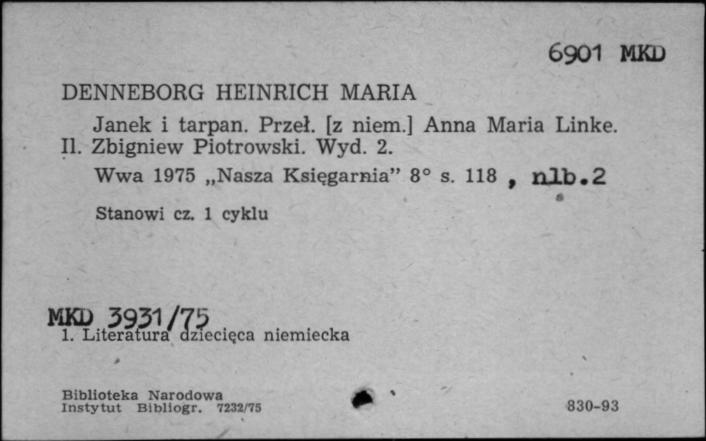 6901 MKD
DENNEBORG HEINRICH MARIA
Janek i tarpan. Przeł. [z niem.] Anna Maria Linke.
Il. Zbigniew Piotrowski. Wyd. 2.
Wwa 1975 „Nasza Księgarnia” 8° s. 118 , nlb.2
Stanowi cz. 1 cyklu
MKD 3931/75
1. Literatura dziecięca niemiecka
Biblioteka Narodowa
Instytut Bibliogr. 7232/75
830-93